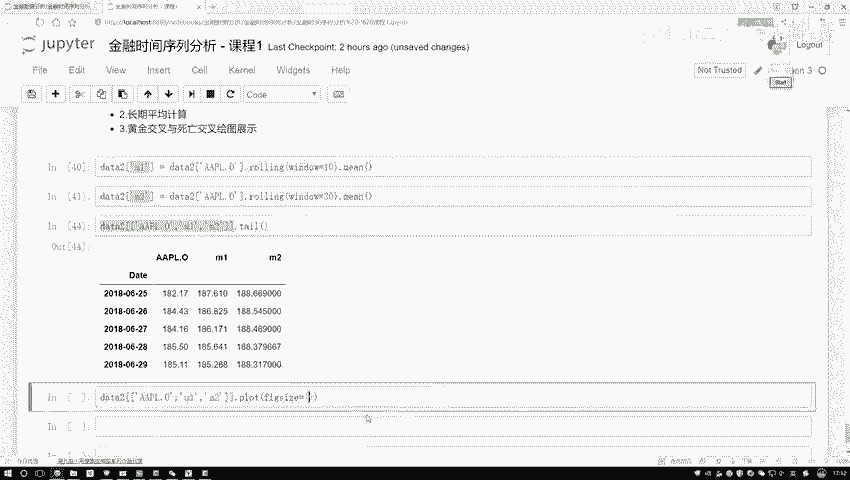 jupyter 金融时间序列分析 - 课程1 Last Checkpoint: 2 hours ago (unsaved changes)
Logout
File Edit View Insert Cell Kernel Widgets Help
Not Trusted
Start
Code
2.长期平均计算
3.黄金交叉与死亡交叉绘图展示
In [40]: data2['m1'] = data2['AAPL.O'].rolling(window=10).mean()
In [41]: data2['m2'] = data2['AAPL.O'].rolling(window=30).mean()
In [44]: data2[['AAPL.O','m1','m2']].tail()
Out[44]:
AAPL.O m1 m2
Date
2018-06-25 182.17 187.610 188.669000
2018-06-26 184.43 186.825 188.545000
2018-06-27 184.16 186.171 188.469000
2018-06-28 185.50 185.641 188.379667
2018-06-29 185.11 185.268 188.317000
In [ ]: data2[['AAPL.O','m1','m2']].plot(figsize=())
In [ ]:
In [ ]:
17:12